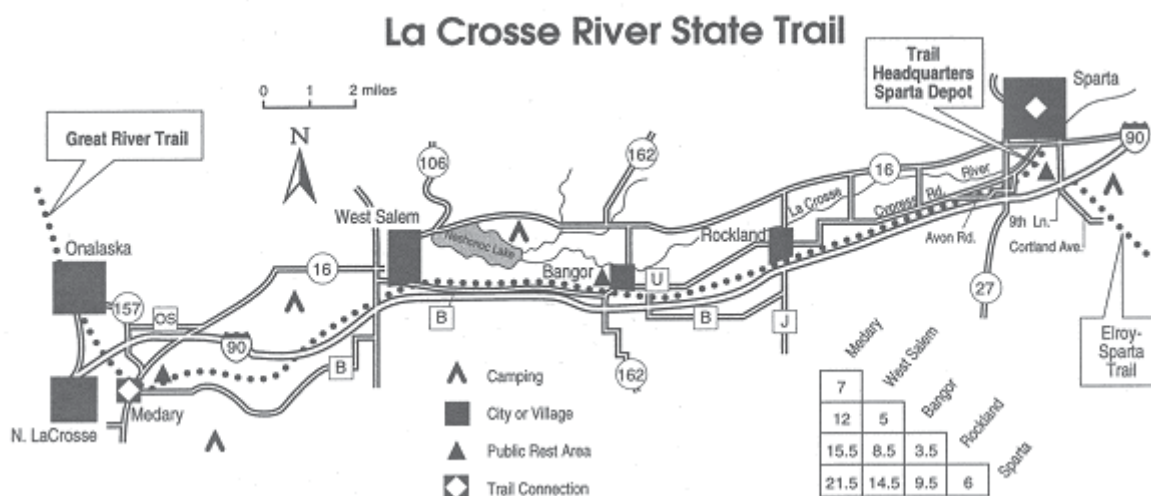 La Crosse River State Trail
Trail
Headquarters
Sparta Depot
Sparta
0 1 2 miles
Great River Trail
N
90
106
162
16
River
La Crosse
Cypress Rd.
West Salem
Neshonoc Lake
Rockland
Avon Rd.
9th Ln.
Cortland Ave.
Onalaska
16
Bangor
U
27
157
OS
B
B
J
90
B
162
Elroy-
Sparta
Trail
N. LaCrosse
Medary
Camping
City or Village
Public Rest Area
Trail Connection
Medary
West Salem
Bangor
Rockland
Sparta
7
12 5
15.5 8.5 3.5
21.5 14.5 9.5 6